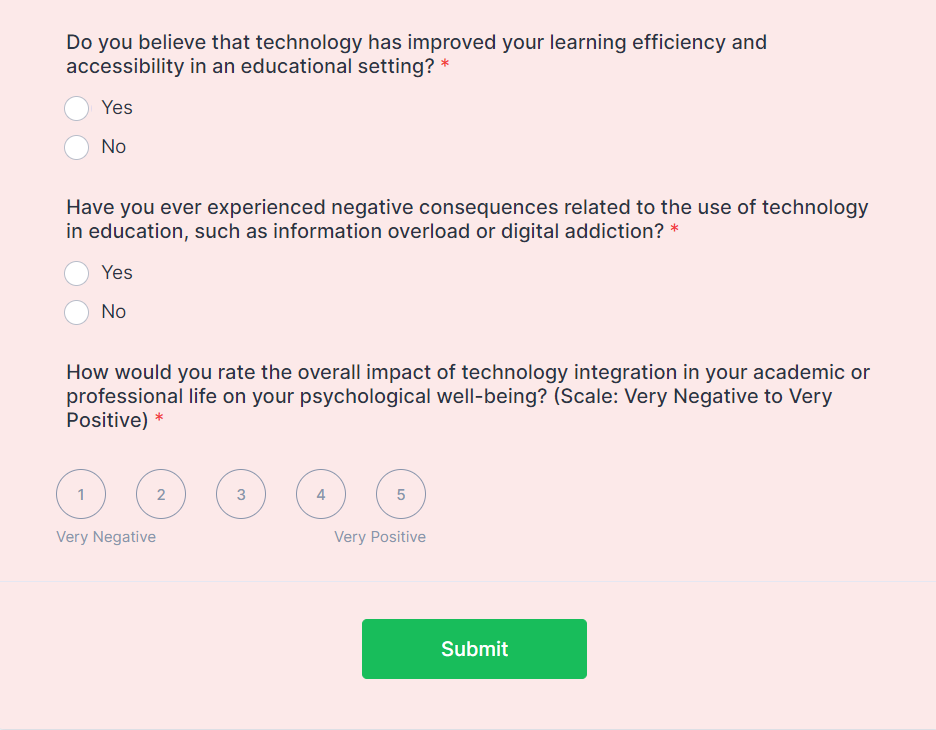 Do you believe that technology has improved your learning efficiency and
accessibility in an educational setting? *
Yes
No
Have you ever experienced negative consequences related to the use of technology
in education, such as information overload or digital addiction? *
Yes
No
How would you rate the overall impact of technology integration in your academic or
professional life on your psychological well-being? (Scale: Very Negative to Very
Positive) *
1 2 3 4 5
Very Negative Very Positive
Submit